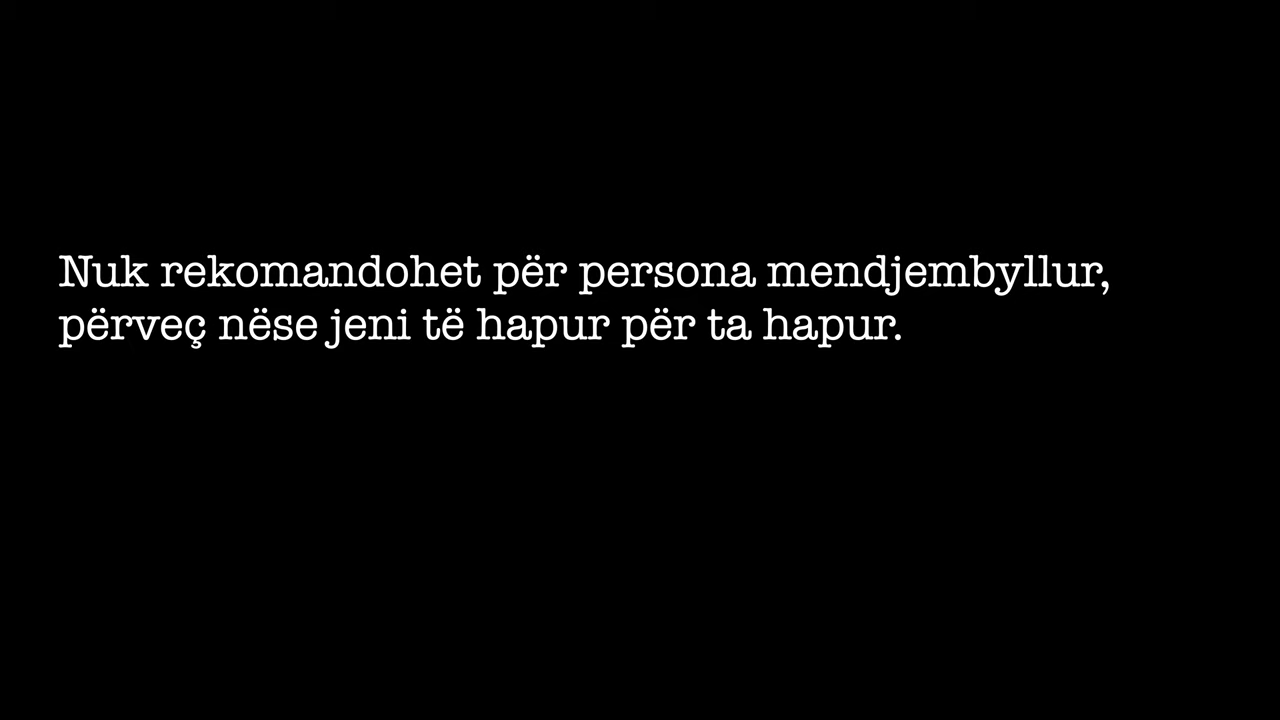 Nuk rekomandohet për persona mendjembyllur,
përveç nëse jeni të hapur për ta hapur.